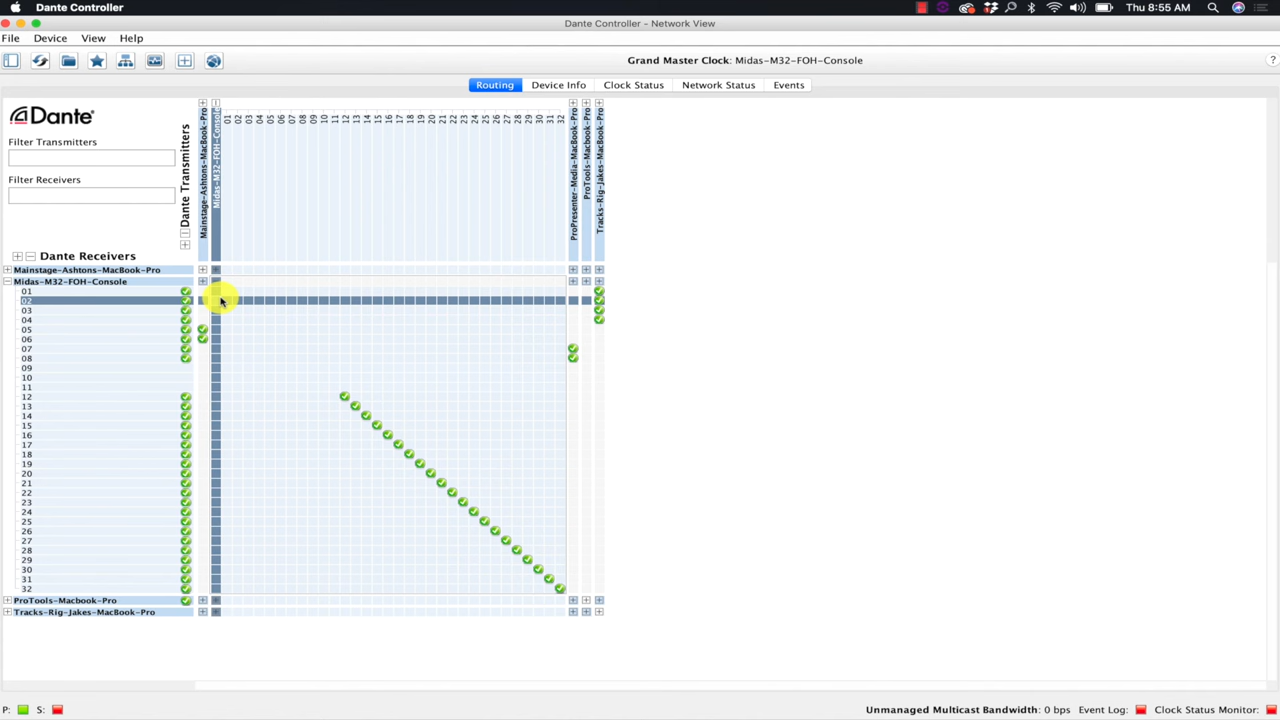 Dante Controller
Thu 8:55 AM
Dante Controller - Network View
File Device View Help
Grand Master Clock: Midas-M32-FOH-Console
?
Routing Device Info Clock Status Network Status Events
Dante
Filter Transmitters
Filter Receivers
Dante Transmitters
Mainstage-Ashtons-MacBook-Pro
Midas-M32-FOH-Console
01 02 03 04 05 06 07 08 09 10 11 12 13 14 15 16 17 18 19 20 21 22 23 24 25 26 27 28 29 30 31 32
ProPresenter-Media-MacBook-Pro
ProTools-Macbook-Pro
Tracks-Rig-Jakes-MacBook-Pro
Dante Receivers
Mainstage-Ashtons-MacBook-Pro
Midas-M32-FOH-Console
01
02
03
04
05
06
07
08
09
10
11
12
13
14
15
16
17
18
19
20
21
22
23
24
25
26
27
28
29
30
31
32
ProTools-Macbook-Pro
Tracks-Rig-Jakes-MacBook-Pro
P: S: Unmanaged Multicast Bandwidth: 0 bps Event Log: Clock Status Monitor: